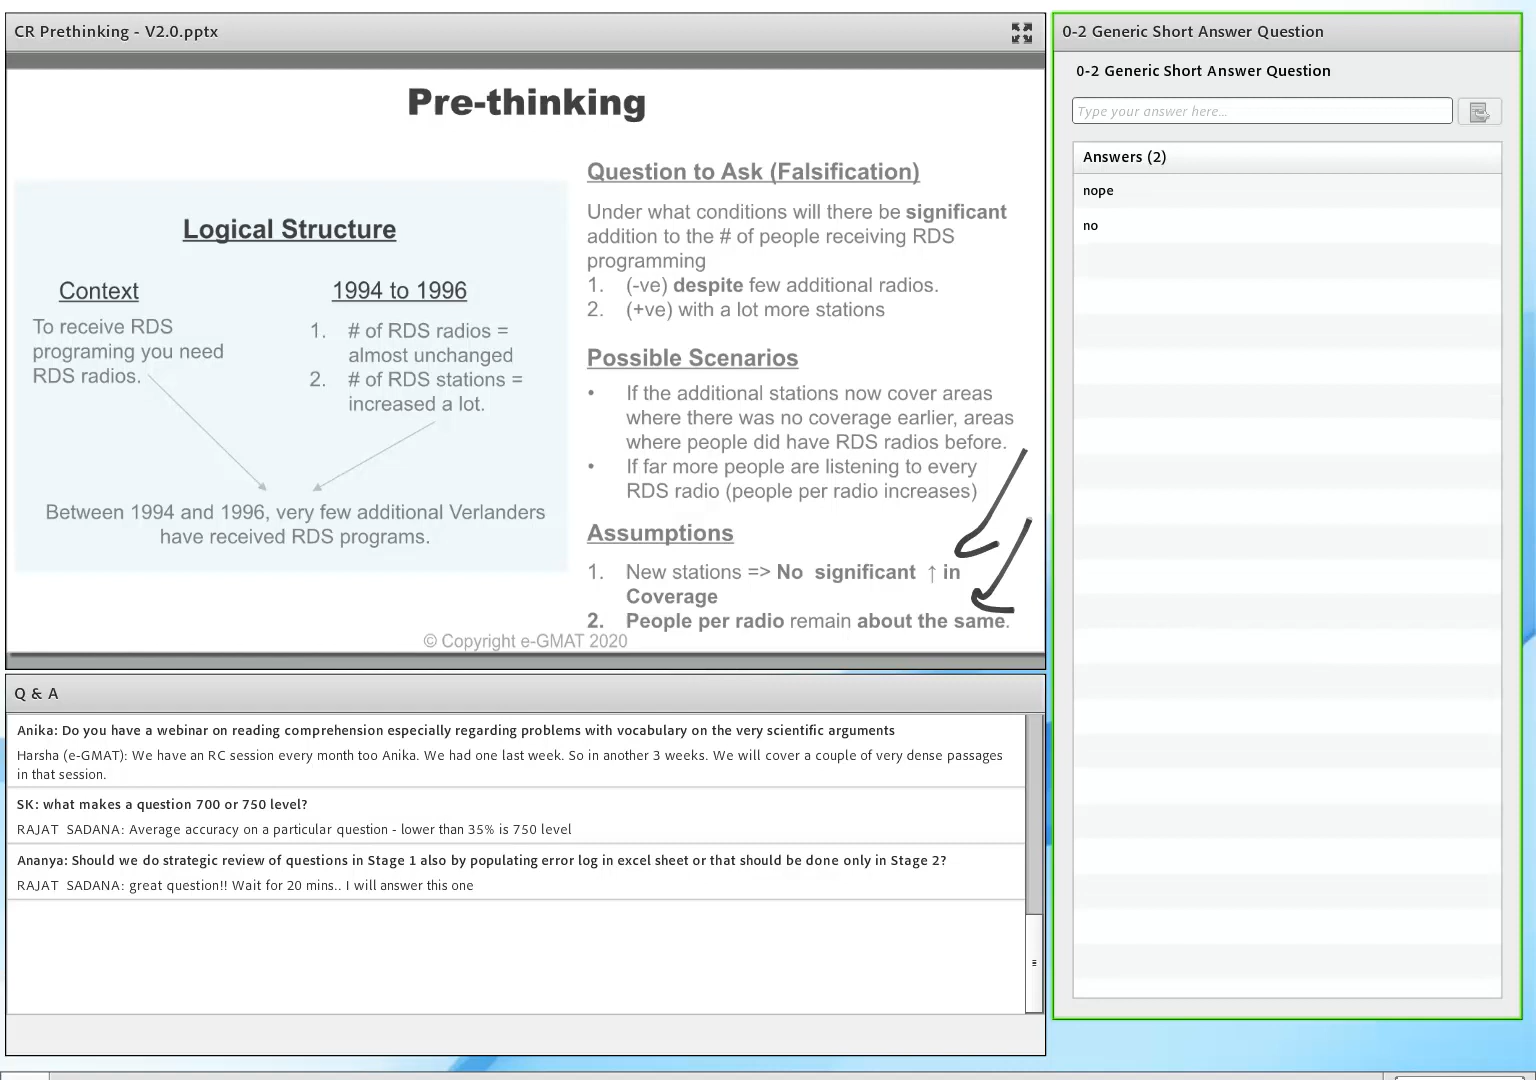 CR Prethinking - V2.0.pptx
Pre-thinking
Logical Structure
Context
To receive RDS
programing you need
RDS radios.
1994 to 1996
1. # of RDS radios =
almost unchanged
2. # of RDS stations =
increased a lot.
Between 1994 and 1996, very few additional Verlanders
have received RDS programs.
Question to Ask (Falsification)
Under what conditions will there be significant
addition to the # of people receiving RDS
programming
1. (-ve) despite few additional radios.
2. (+ve) with a lot more stations
Possible Scenarios
• If the additional stations now cover areas
where there was no coverage earlier, areas
where people did have RDS radios before.
• If far more people are listening to every
RDS radio (people per radio increases)
Assumptions
1. New stations => No significant ↑ in
Coverage
2. People per radio remain about the same.
© Copyright e-GMAT 2020
Q & A
Anika: Do you have a webinar on reading comprehension especially regarding problems with vocabulary on the very scientific arguments
Harsha (e-GMAT): We have an RC session every month too Anika. We had one last week. So in another 3 weeks. We will cover a couple of very dense passages
in that session.
SK: what makes a question 700 or 750 level?
RAJAT SADANA: Average accuracy on a particular question - lower than 35% is 750 level
Ananya: Should we do strategic review of questions in Stage 1 also by populating error log in excel sheet or that should be done only in Stage 2?
RAJAT SADANA: great question!! Wait for 20 mins.. I will answer this one
0-2 Generic Short Answer Question
0-2 Generic Short Answer Question
Type your answer here...
Answers (2)
nope
no